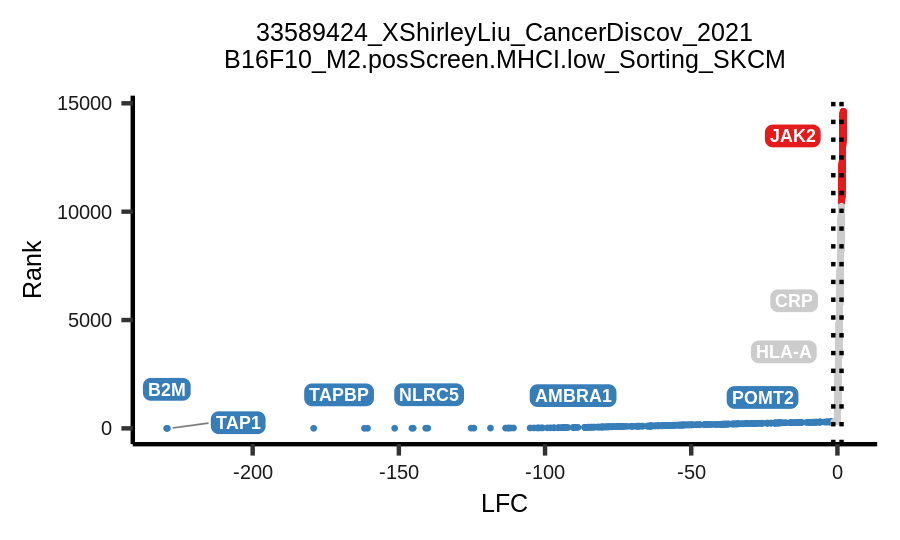 33589424_XShirleyLiu_CancerDiscov_2021
B16F10_M2.posScreen.MHCI.low_Sorting_SKCM
15000
JAK2
10000
Rank
CRP
5000
HLA-A
B2M
TAPBP
NLRC5
AMBRA1
POMT2
TAP1
0
-200
-150
-100
-50
0
LFC